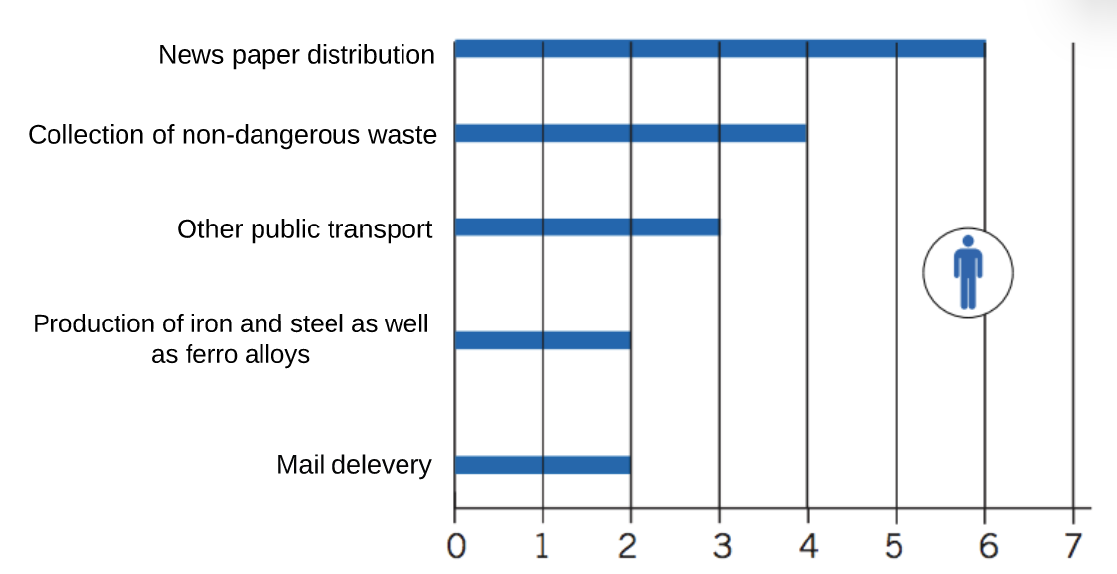 News paper distribution
Collection of non-dangerous waste
Other public transport
Production of iron and steel as well
as ferro alloys
Mail delevery
0 1 2 3 4 5 6 7